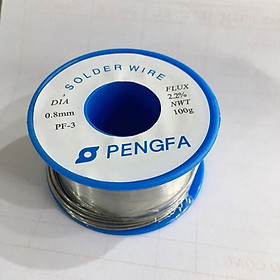 SOLDER WIRE
DIA
0.8mm
PF-3
FLUX
2.2%
NWT
100g
PENGFA